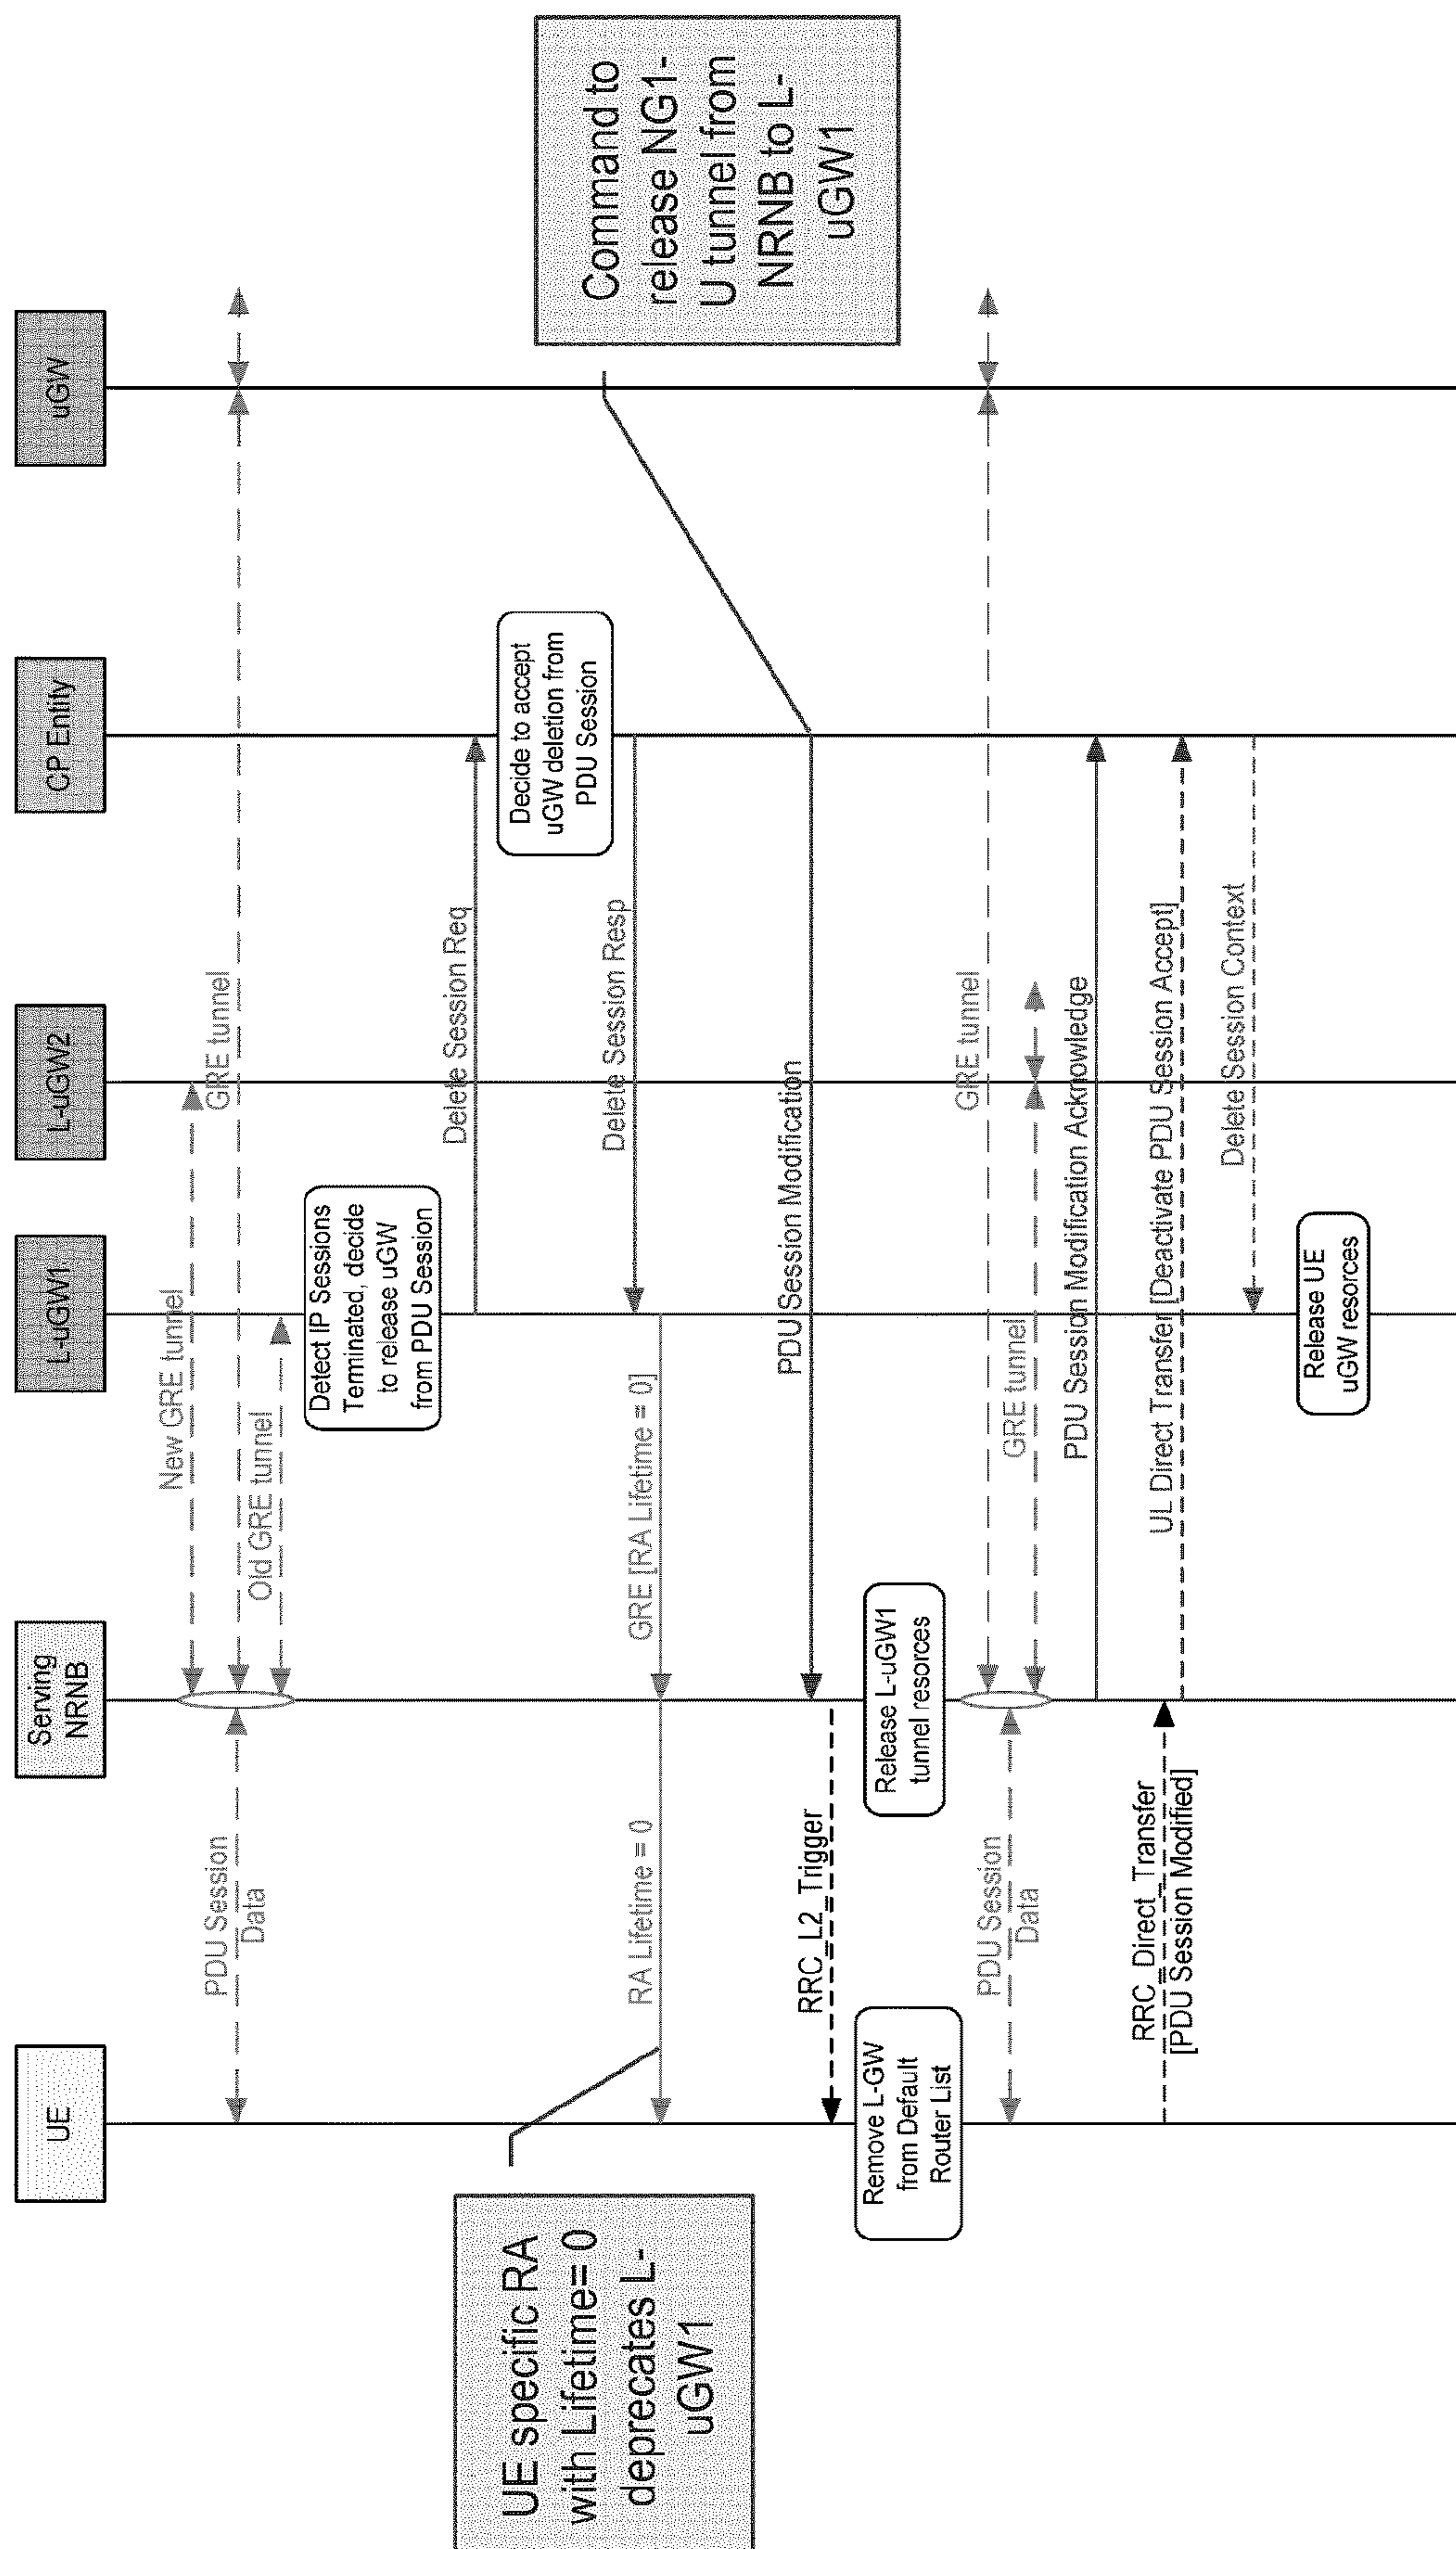 UE
Serving
NRNB
L-uGW1
L-uGW2
CP Entity
uGW
New GRE tunnel
PDU Session
Data
GRE tunnel
Old GRE tunnel
Detect IP Sessions
Terminated, decide
to release uGW
from PDU Session
Delete Session Req
Decide to accept
uGW deletion from
PDU Session
Delete Session Resp
UE specific RA
with Lifetime= 0
deprecates L-
uGW1
RA Lifetime = 0
GRE [RA Lifetime = 0]
Command to
release NG1-
U tunnel from
NRNB to L-
uGW1
PDU Session Modification
RRC_L2_Trigger
Remove L-GW
from Default
Router List
Release L-uGW1
tunnel resorces
PDU Session
Data
GRE tunnel
GRE tunnel
PDU Session Modification Acknowledge
RRC_Direct_Transfer
[PDU Session Modified]
UL Direct Transfer [Deactivate PDU Session Accept]
Delete Session Context
Release UE
uGW resorces